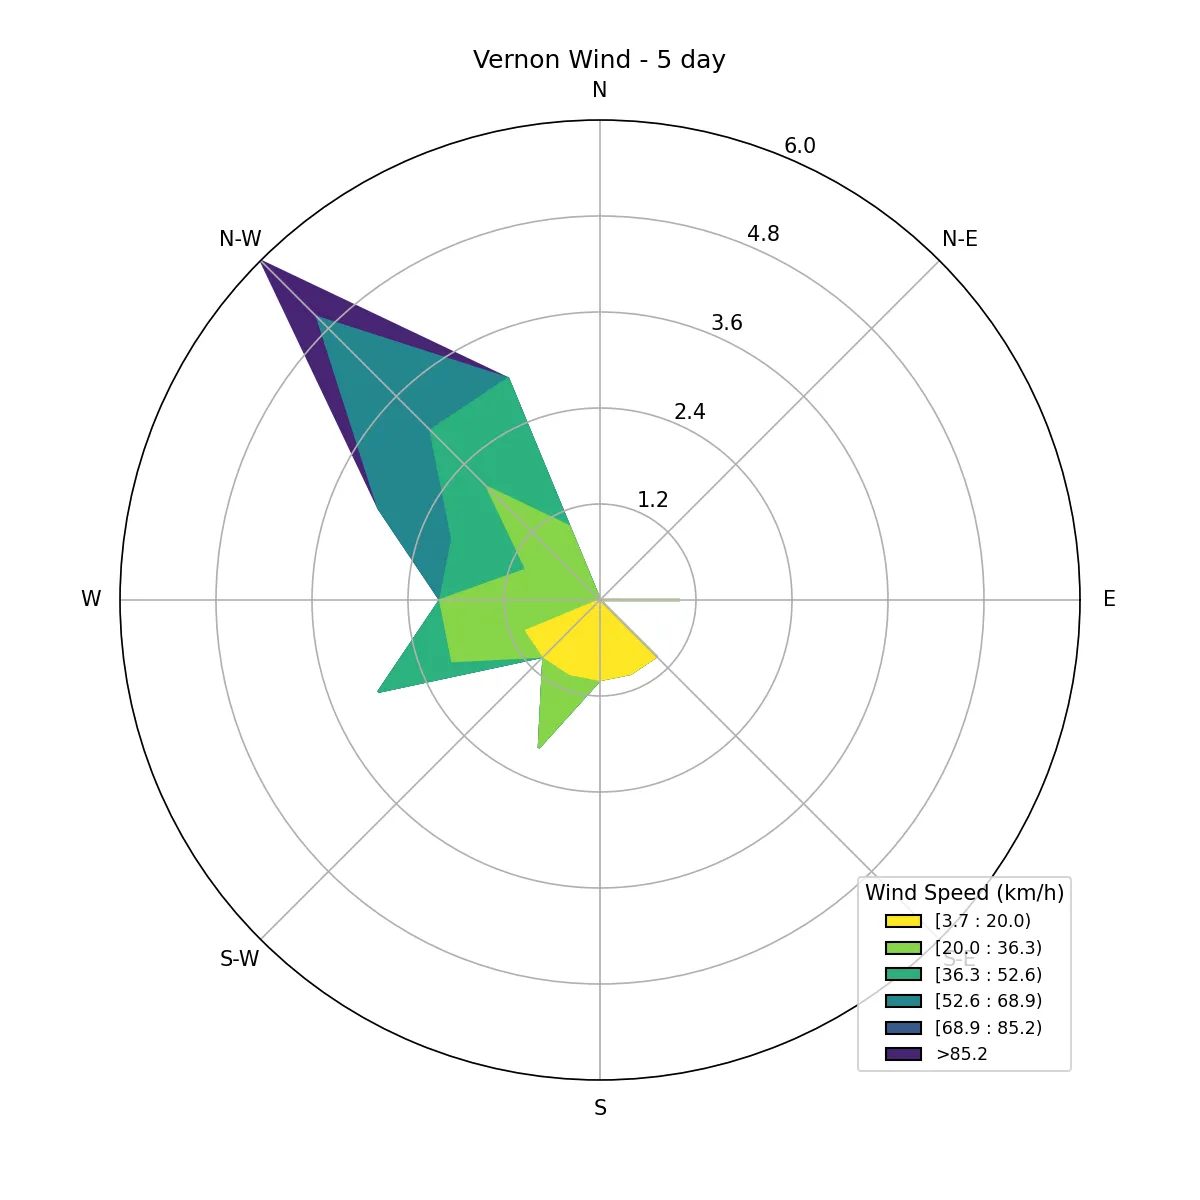 Vernon Wind - 5 day
N
6.0
N-W
N-E
4.8
3.6
2.4
1.2
W
E
Wind Speed (km/h)
[3.7 : 20.0)
[20.0 : 36.3)
S-W
S-E
[36.3 : 52.6)
[52.6 : 68.9)
[68.9 : 85.2)
>85.2
S